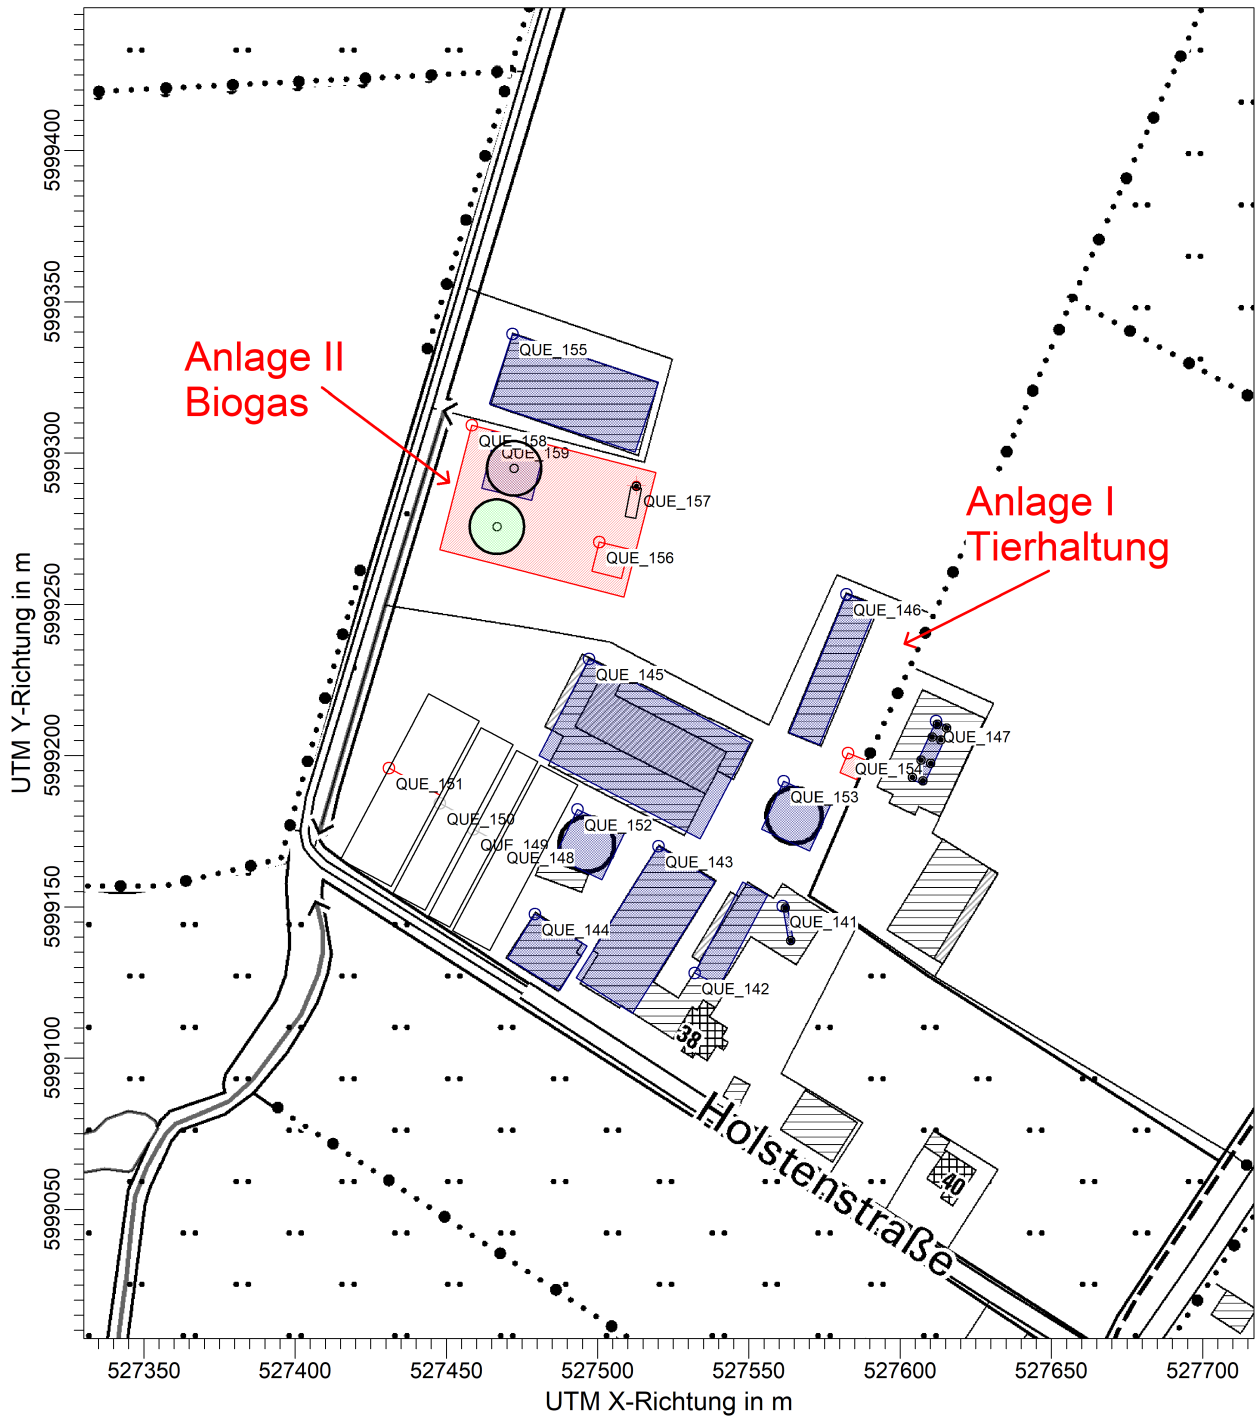 5999400
5999350
QUE_155
Anlage II
Biogas
5999300
QUE_158
QUE_159
QUE_157
Anlage I
Tierhaltung
QUE_156
5999250
QUE_146
QUE_145
5999200
QUE_147
QUE_154
QUE_151
QUE_153
QUE_150
QUE_152
QUE_149
QUE_148
QUE_143
5999150
QUE_144
QUE_141
QUE_142
38
5999100
Holstenstraße
40
5999050
UTM Y-Richtung in m
527350
527400
527450
527500
527550
527600
527650
527700
UTM X-Richtung in m